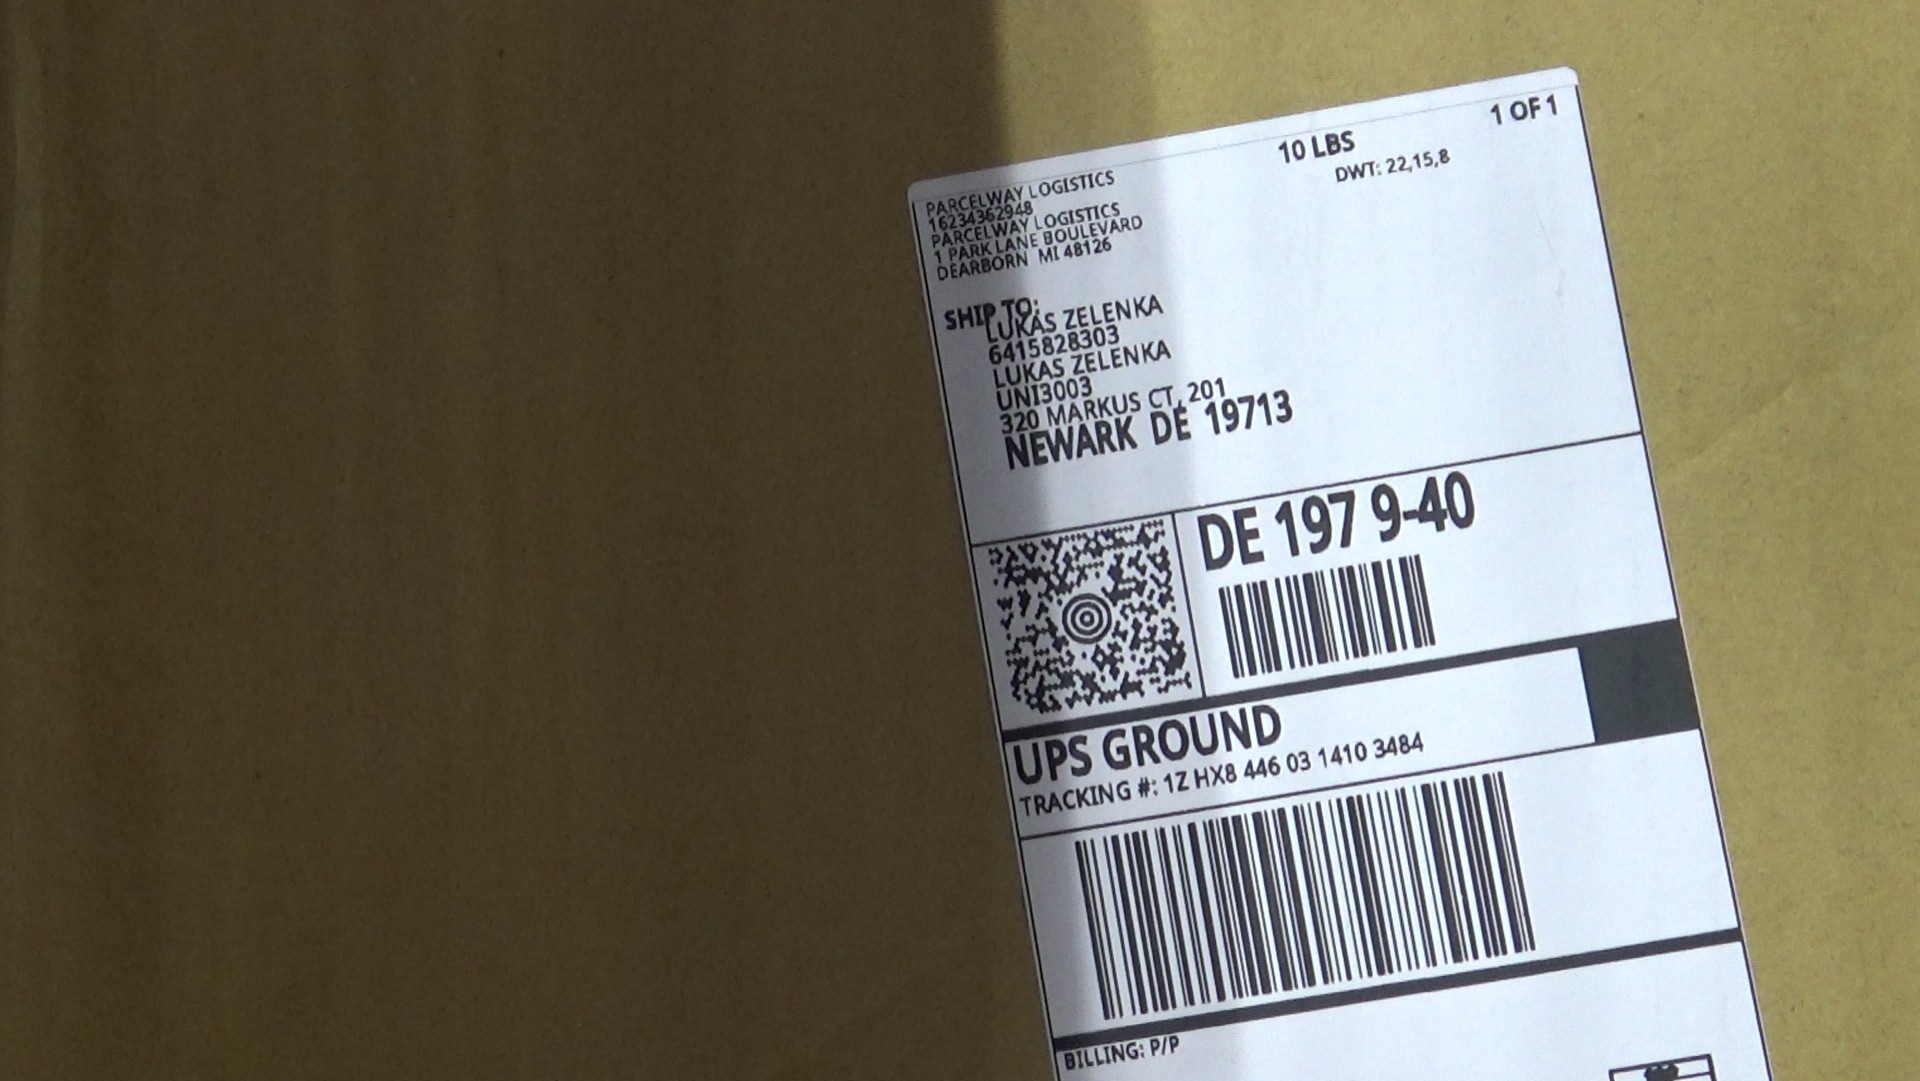 1 OF 1
10 LBS
DWT: 22,15,8
PARCELWAY LOGISTICS
16234362948
PARCELWAY LOGISTICS
1 PARK LANE BOULEVARD
DEARBORN MI 48126
SHIP TO:
LUKAS ZELENKA
6415828303
LUKAS ZELENKA
UNI3003
320 MARKUS CT, 201
NEWARK DE 19713
DE 197 9-40
UPS GROUND
TRACKING #: 1Z HX8 446 03 1410 3484
BILLING: P/P